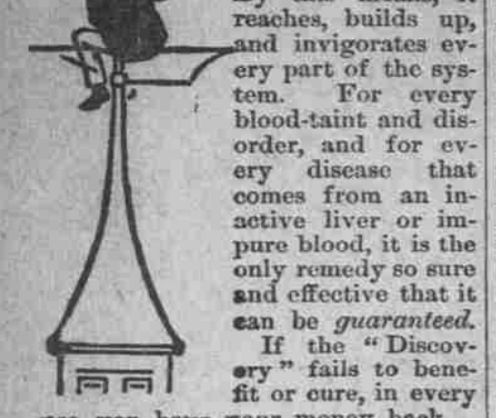 reaches, builds up,
and invigorates ev-
ery part of the sys-
tem. For every
blood-taint and dis-
order, and for ev-
ery disease that
comes from an in-
active liver or im-
pure blood, it is the
only remedy so sure
and effective that it
can be guaranteed.
If the "Discov-
ery" fails to bene-
fit or cure, in every